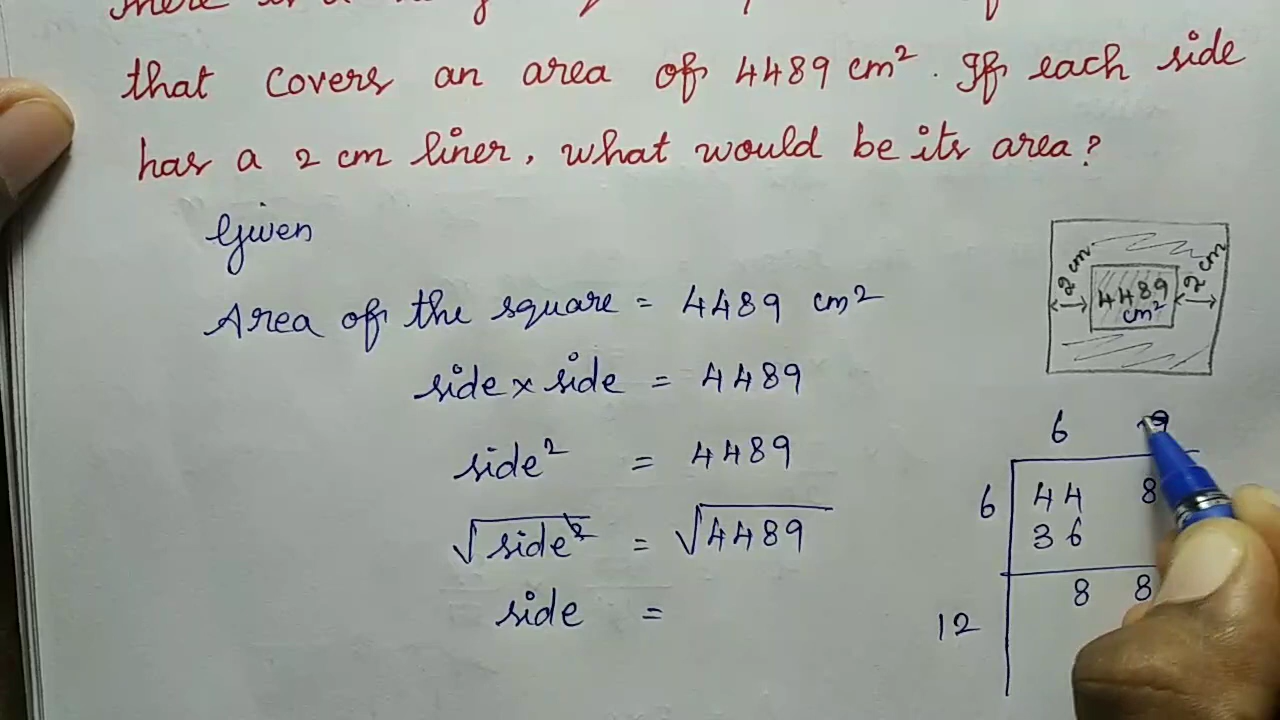 that covers an area of 4489 cm². If each side
has a 2 cm liner, what would be its area?
Given
Area of the square = 4489 cm²
side × side = 4489
side² = 4489
√side² = √4489
side =
2 cm
4489
cm²
2 cm
6
6 44 8
36
8 8
12